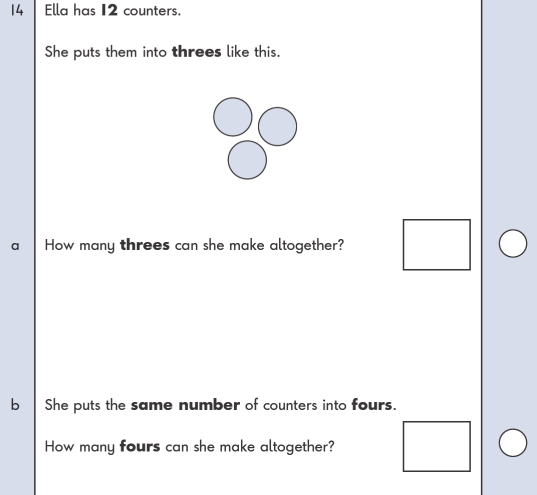 14 Ella has 12 counters.
She puts them into threes like this.
a How many threes can she make altogether?
b She puts the same number of counters into fours.
How many fours can she make altogether?